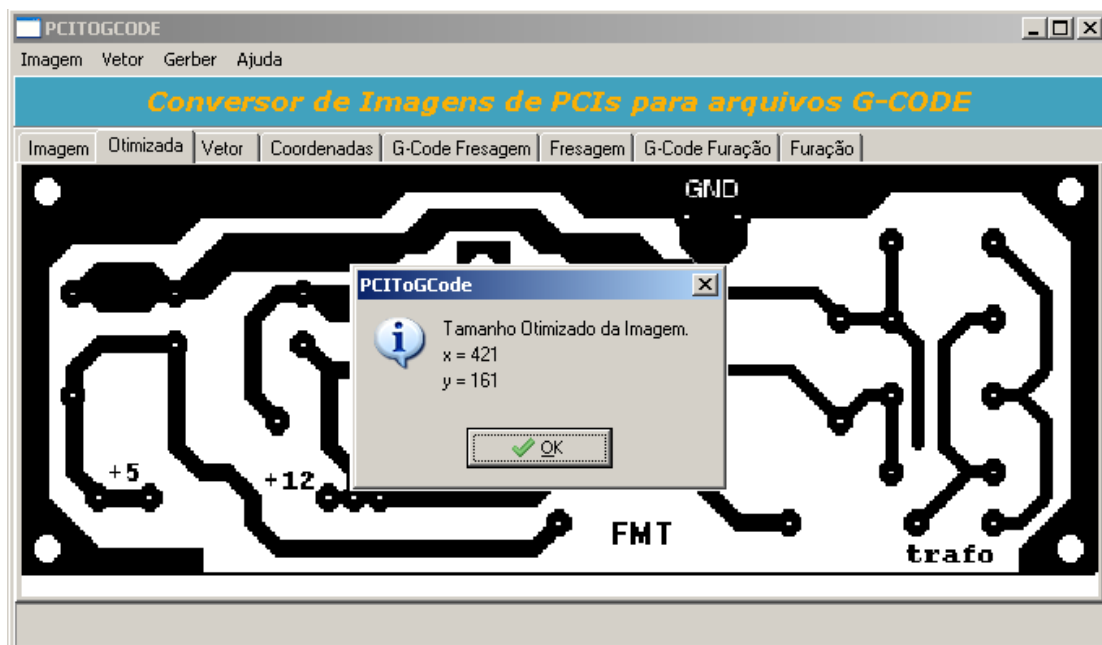 PCITOGCODE
Imagem Vetor Gerber Ajuda
Conversor de Imagens de PCIs para arquivos G-CODE
Imagem Otimizada Vetor Coordenadas G-Code Fresagem Fresagem G-Code Furação Furação
GND
PCIToGCode
Tamanho Otimizado da Imagem.
x = 421
y = 161
OK
+5
+12
FMT
trafo